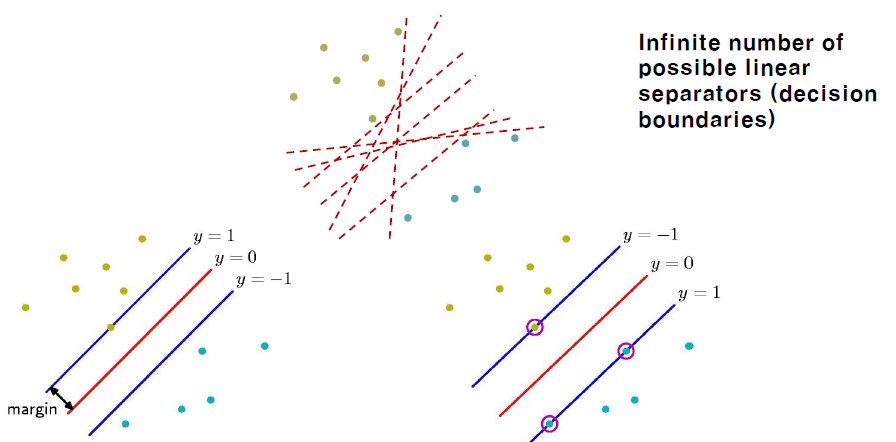 Infinite number of
possible linear
separators (decision
boundaries)
y = 1
y = 0
y = −1
margin
y = −1
y = 0
y = 1